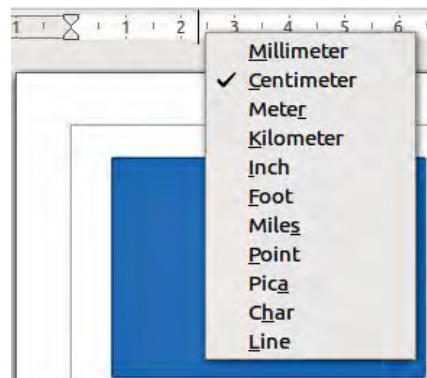 1 1 2 3 4 5 6
Millimeter
Centimeter
Meter
Kilometer
Inch
Foot
Miles
Point
Pica
Char
Line